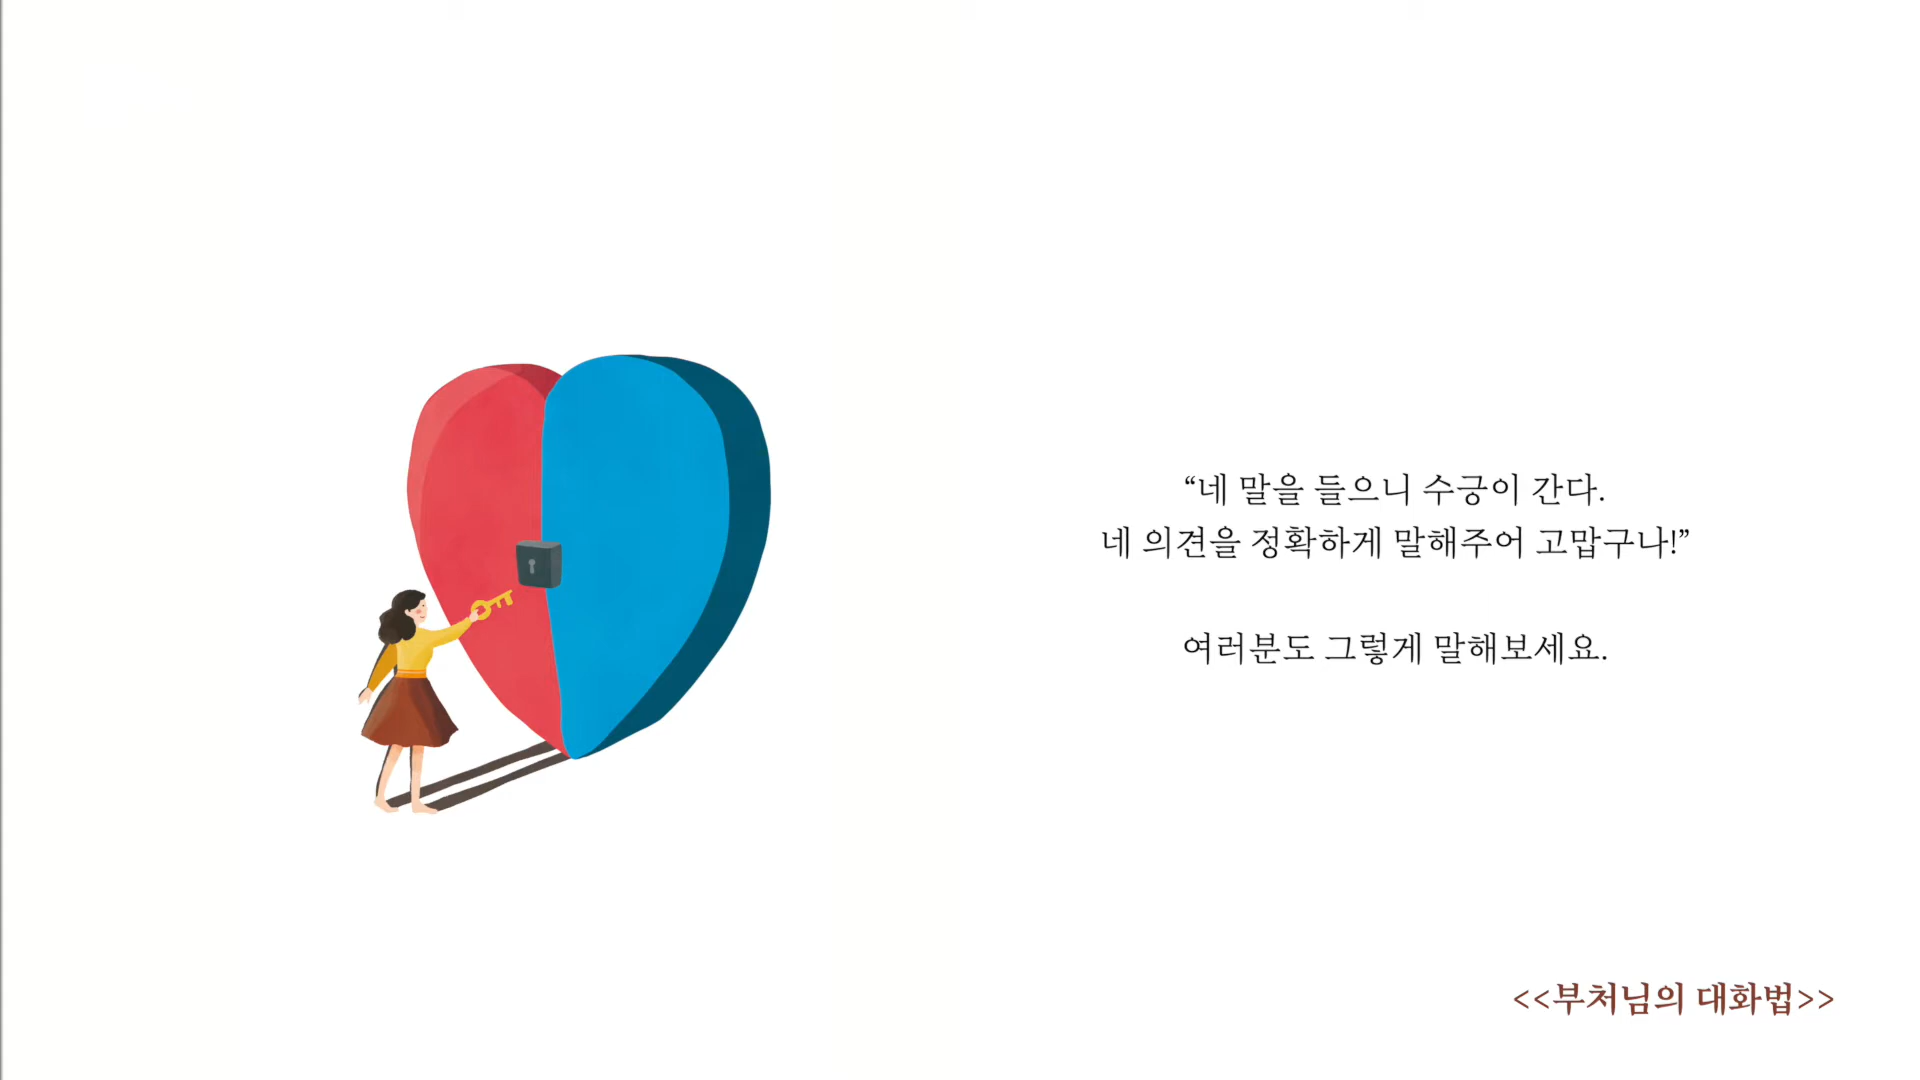 “네 말을 들으니 수긍이 간다.
네 의견을 정확하게 말해주어 고맙구나!”
여러분도 그렇게 말해보세요.
<<부처님의 대화법>>